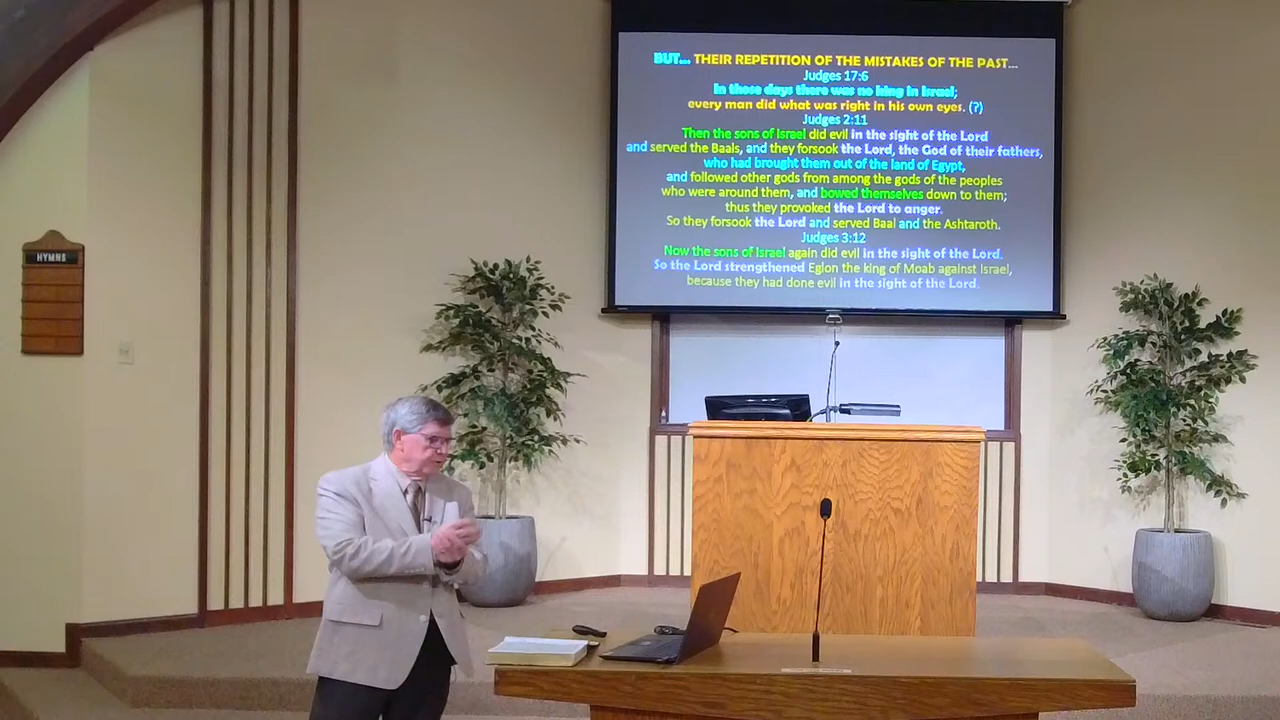 BUT... THEIR REPETITION OF THE MISTAKES OF THE PAST...
Judges 17:6
In those days there was no king in Israel;
every man did what was right in his own eyes. (?)
Judges 2:11
Then the sons of Israel did evil in the sight of the Lord
and served the Baals, and they forsook the Lord, the God of their fathers,
who had brought them out of the land of Egypt,
and followed other gods from among the gods of the peoples
who were around them, and bowed themselves down to them;
thus they provoked the Lord to anger.
So they forsook the Lord and served Baal and the Ashtaroth.
Judges 3:12
Now the sons of Israel again did evil in the sight of the Lord.
So the Lord strengthened Eglon the king of Moab against Israel,
because they had done evil in the sight of the Lord.
HYMNS